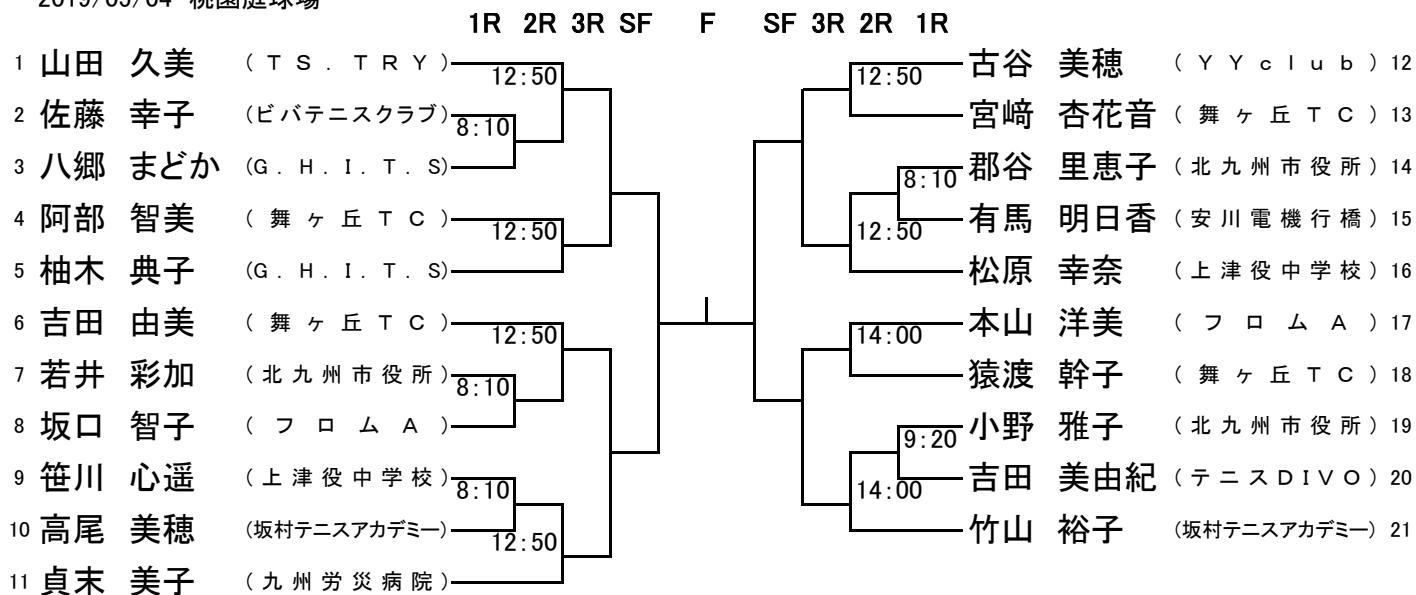 2019/05/04 桃園庭球場
1R 2R 3R SF F SF 3R 2R 1R
1 山田 久美 (TS.TRY) 12:50 12:50 古谷 美穂 (YYclub) 12
2 佐藤 幸子 (ビバテニスクラブ) 8:10 宮﨑 杏花音 (舞ヶ丘TC) 13
3 八郷 まどか (G.H.I.T.S) 8:10 郡谷 里恵子 (北九州市役所) 14
4 阿部 智美 (舞ヶ丘TC) 12:50 12:50 有馬 明日香 (安川電機行橋) 15
5 柚木 典子 (G.H.I.T.S) 松原 幸奈 (上津役中学校) 16
6 吉田 由美 (舞ヶ丘TC) 12:50 14:00 本山 洋美 (フロムA) 17
7 若井 彩加 (北九州市役所) 8:10 猿渡 幹子 (舞ヶ丘TC) 18
8 坂口 智子 (フロムA) 9:20 小野 雅子 (北九州市役所) 19
9 笹川 心遥 (上津役中学校) 8:10 14:00 吉田 美由紀 (テニスDIVO) 20
10 高尾 美穂 (坂村テニスアカデミー) 12:50 竹山 裕子 (坂村テニスアカデミー) 21
11 貞末 美子 (九州労災病院)